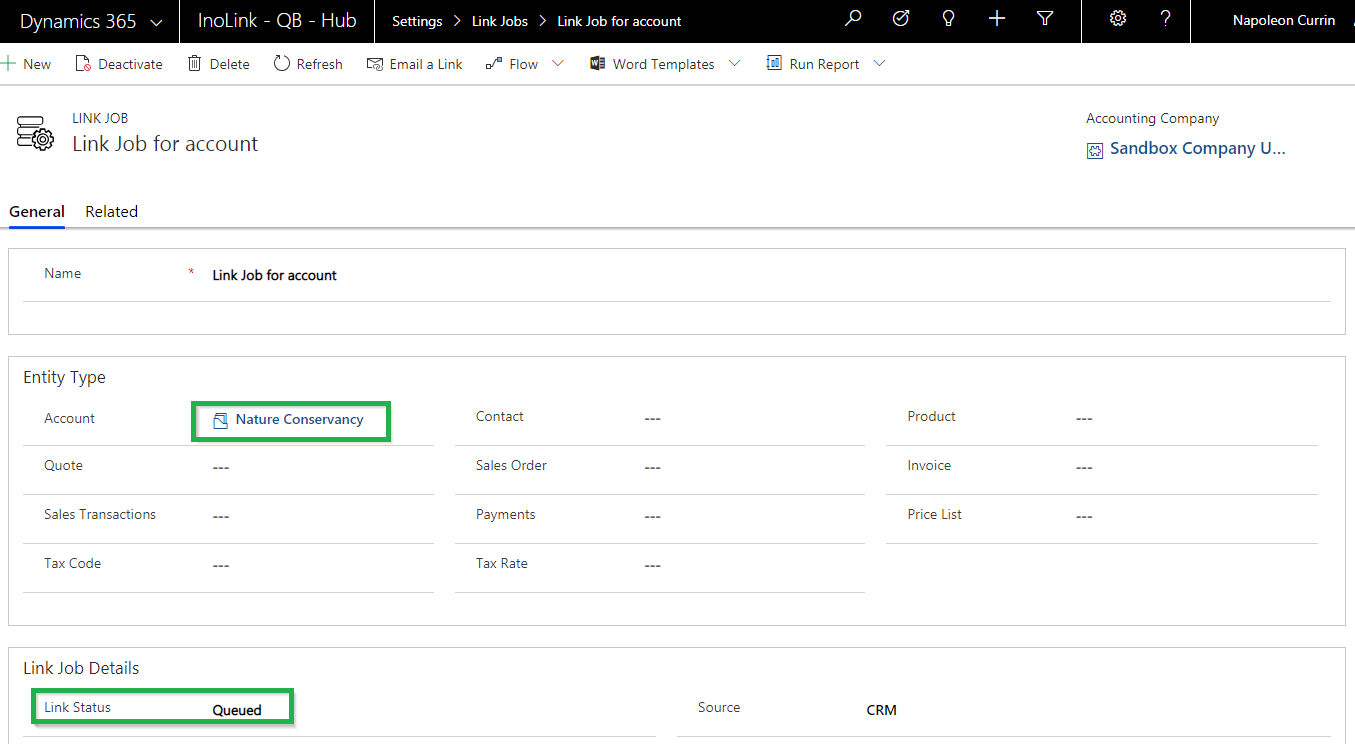 Dynamics 365 InoLink - QB - Hub Settings > Link Jobs > Link Job for account ? Napoleon Currin
New Deactivate Delete Refresh Email a Link Flow Word Templates Run Report
LINK JOB
Link Job for account
Accounting Company
Sandbox Company U...
General Related
Name * Link Job for account
Entity Type
Account Nature Conservancy Contact --- Product ---
Quote --- Sales Order --- Invoice ---
Sales Transactions --- Payments --- Price List ---
Tax Code --- Tax Rate ---
Link Job Details
Link Status Queued Source CRM